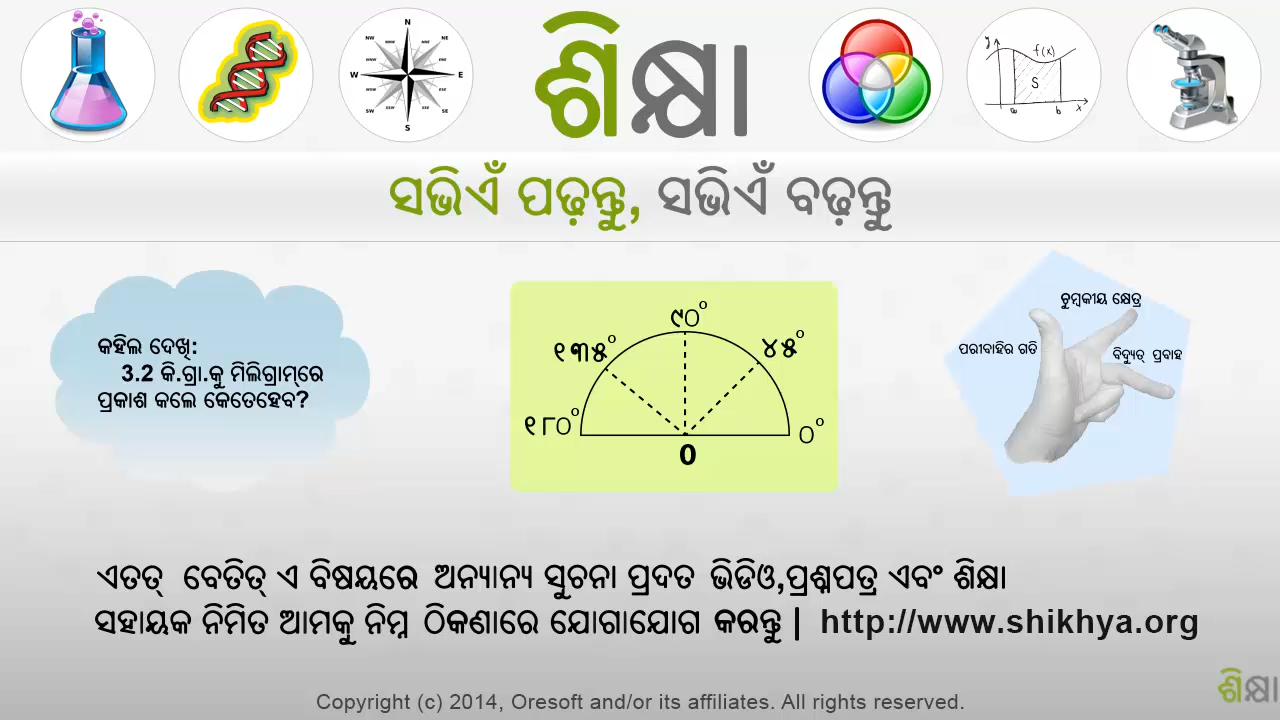 N
NW
NE
W
E
SW
SE
S
ଶିକ୍ଷା
y
f(x)
S
a
b
x
ସଭିଏଁ ପଢ଼ନ୍ତୁ, ସଭିଏଁ ବଢ଼ନ୍ତୁ
କହିଲ ଦେଖି:
3.2 କି.ଗ୍ରା.କୁ ମିଲିଗ୍ରାମ୍‌ରେ
ପ୍ରକାଶ କଲେ କେତେହେବ?
୯୦°
୧୩୫°
୪୫°
୧୮୦°
୦°
0
ଚୁମ୍ବକୀୟ କ୍ଷେତ୍ର
ପରୀବାହିର ଗତି
ବିଦ୍ୟୁତ୍ ପ୍ରବାହ
ଏତତ୍ ବେତିତ୍ ଏ ବିଷୟରେ ଅନ୍ୟାନ୍ୟ ସୁଚନା ପ୍ରଦତ ଭିଡିଓ,ପ୍ରଶ୍ନପତ୍ର ଏବଂ ଶିକ୍ଷା
ସହାୟକ ନିମିତ ଆମକୁ ନିମ୍ନ ଠିକଣାରେ ଯୋଗାଯୋଗ କରନ୍ତୁ | http://www.shikhya.org
Copyright (c) 2014, Oresoft and/or its affiliates. All rights reserved.
ଶିକ୍ଷା